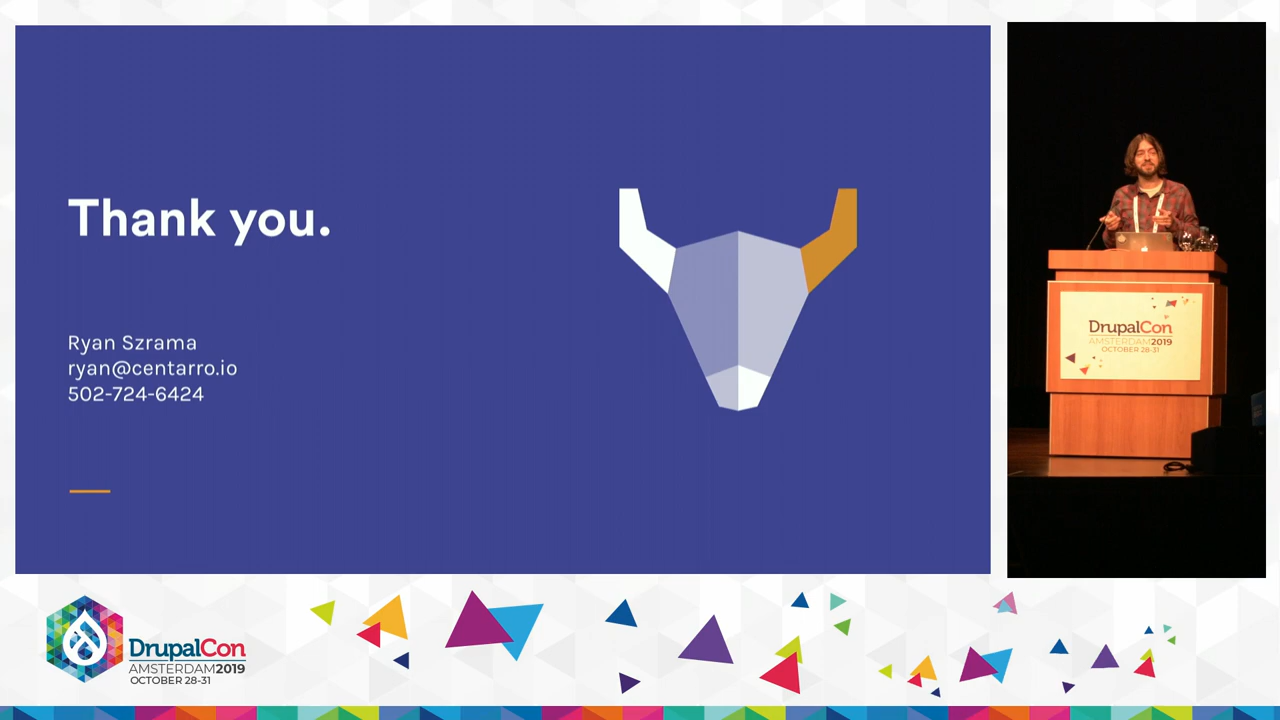 Thank you.
Ryan Szrama
ryan@centarro.io
502-724-6424
DrupalCon
AMSTERDAM2019
OCTOBER 28-31
DrupalCon
AMSTERDAM2019
OCTOBER 28-31